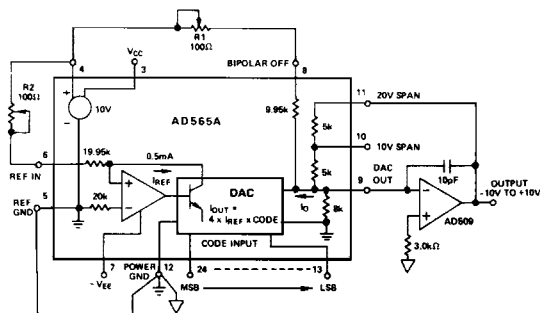 R1
100Ω
VCC
BIPOLAR OFF
4
3
8
11
20V SPAN
R2
100Ω
+
10V
−
AD565A
9.95k
5k
10
10V SPAN
6
REF IN
19.95k
0.5mA
5k
DAC
9
OUT
10pF
IREF
DAC
IOUT =
4 x IREF x CODE
IO
8k
−
+
AD509
OUTPUT
-10V TO +10V
5
REF
GND
20k
+
−
CODE INPUT
3.0kΩ
7
-VEE
POWER
GND
12
24
13
MSB
LSB